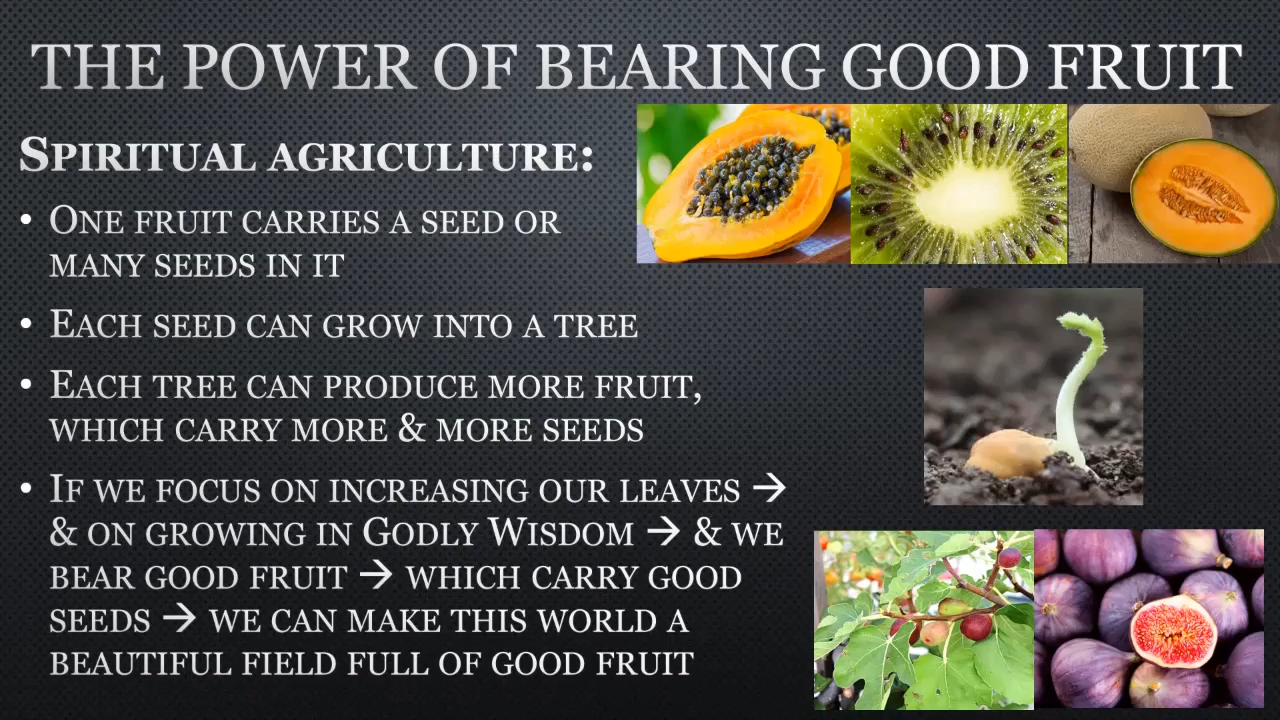 THE POWER OF BEARING GOOD FRUIT
SPIRITUAL AGRICULTURE:
• ONE FRUIT CARRIES A SEED OR
MANY SEEDS IN IT
• EACH SEED CAN GROW INTO A TREE
• EACH TREE CAN PRODUCE MORE FRUIT,
WHICH CARRY MORE & MORE SEEDS
• IF WE FOCUS ON INCREASING OUR LEAVES →
& ON GROWING IN GODLY WISDOM → & WE
BEAR GOOD FRUIT → WHICH CARRY GOOD
SEEDS → WE CAN MAKE THIS WORLD A
BEAUTIFUL FIELD FULL OF GOOD FRUIT